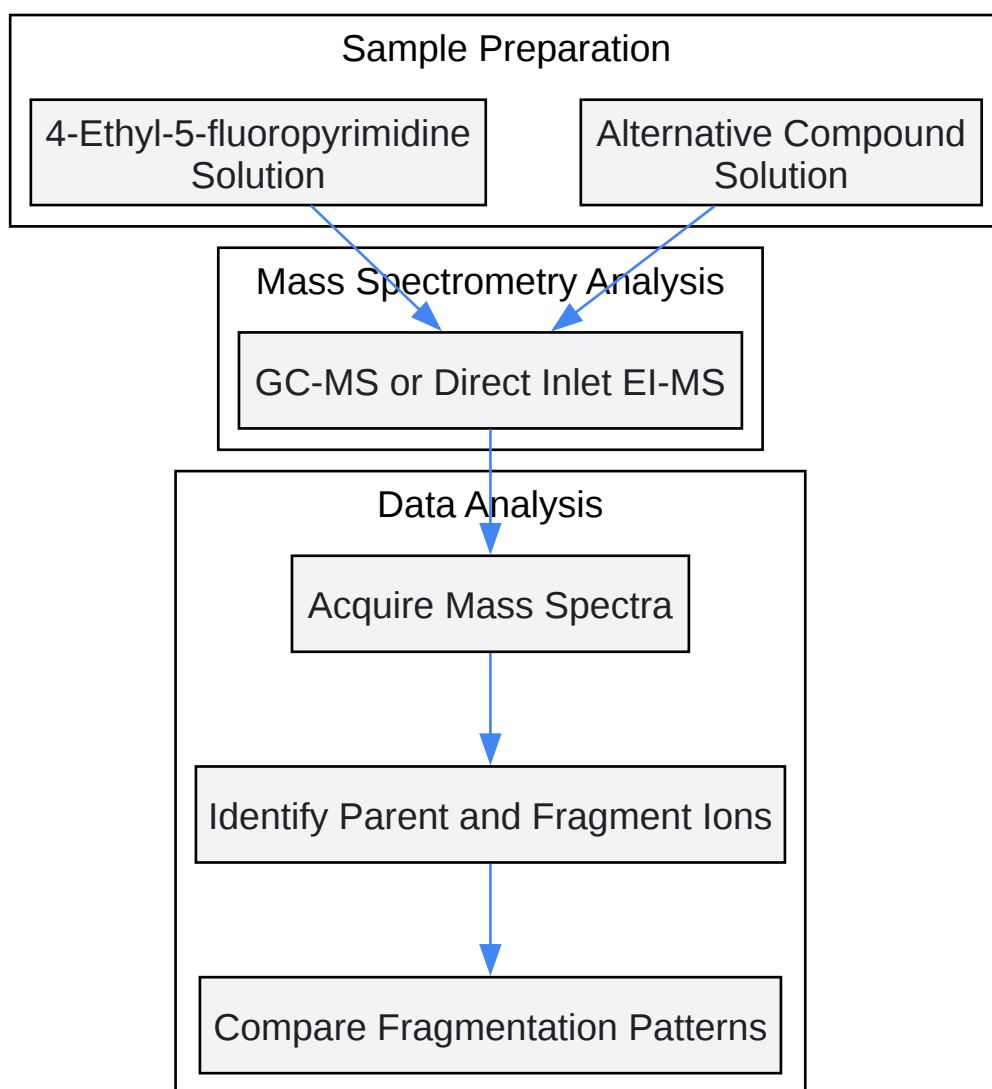 Sample Preparation
4-Ethyl-5-fluoropyrimidine
Solution
Alternative Compound
Solution
Mass Spectrometry Analysis
GC-MS or Direct Inlet EI-MS
Data Analysis
Acquire Mass Spectra
Identify Parent and Fragment Ions
Compare Fragmentation Patterns